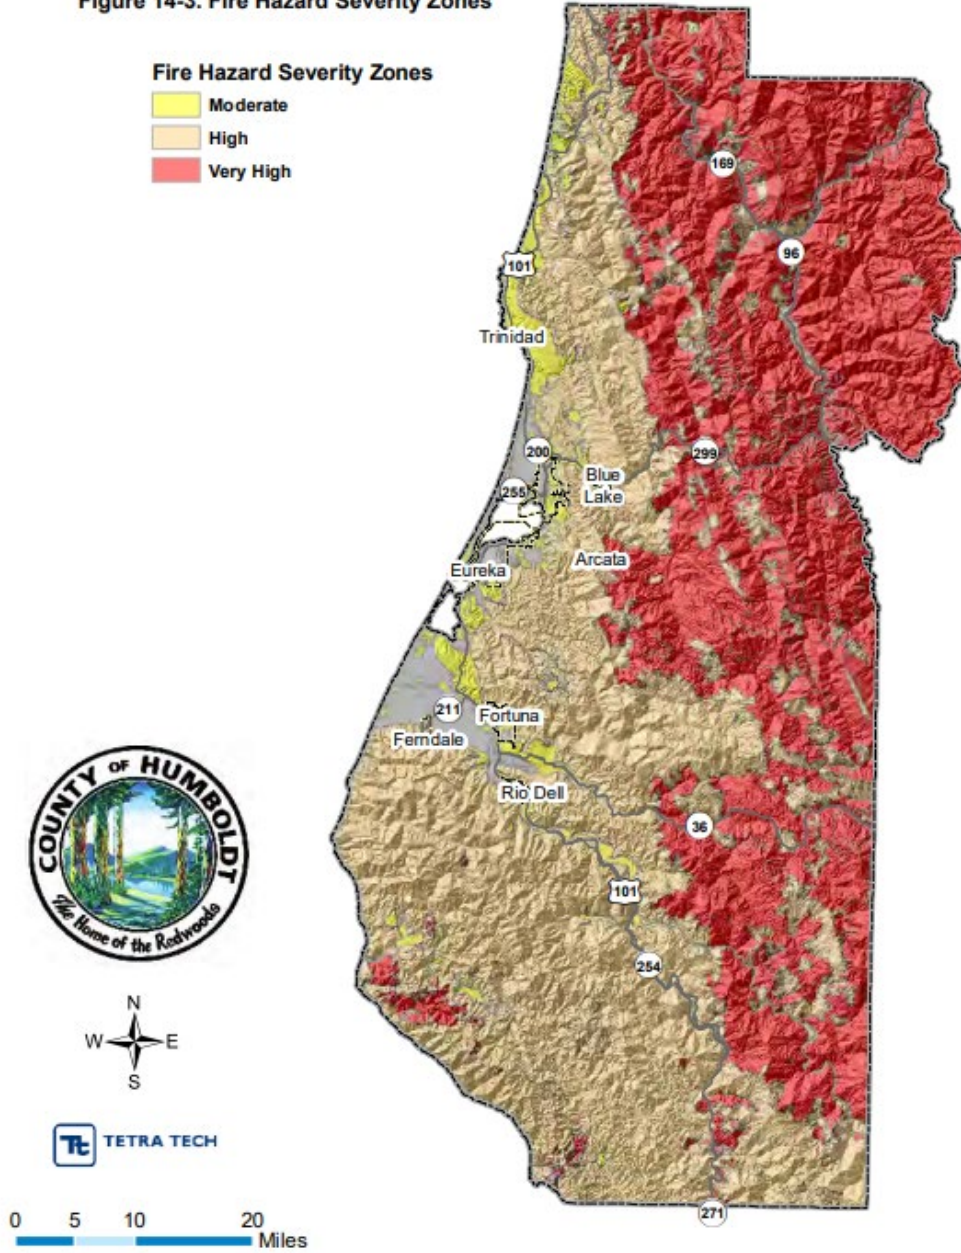 Figure 14-3. Fire Hazard Severity Zones
Fire Hazard Severity Zones
Moderate
High
Very High
169
96
101
Trinidad
200
299
Blue
Lake
255
Arcata
Eureka
211
Fortuna
Ferndale
Rio Dell
36
101
254
COUNTY OF HUMBOLDT
The Home of the Redwoods
N
W E
S
Tt TETRA TECH
271
0 5 10 20
Miles